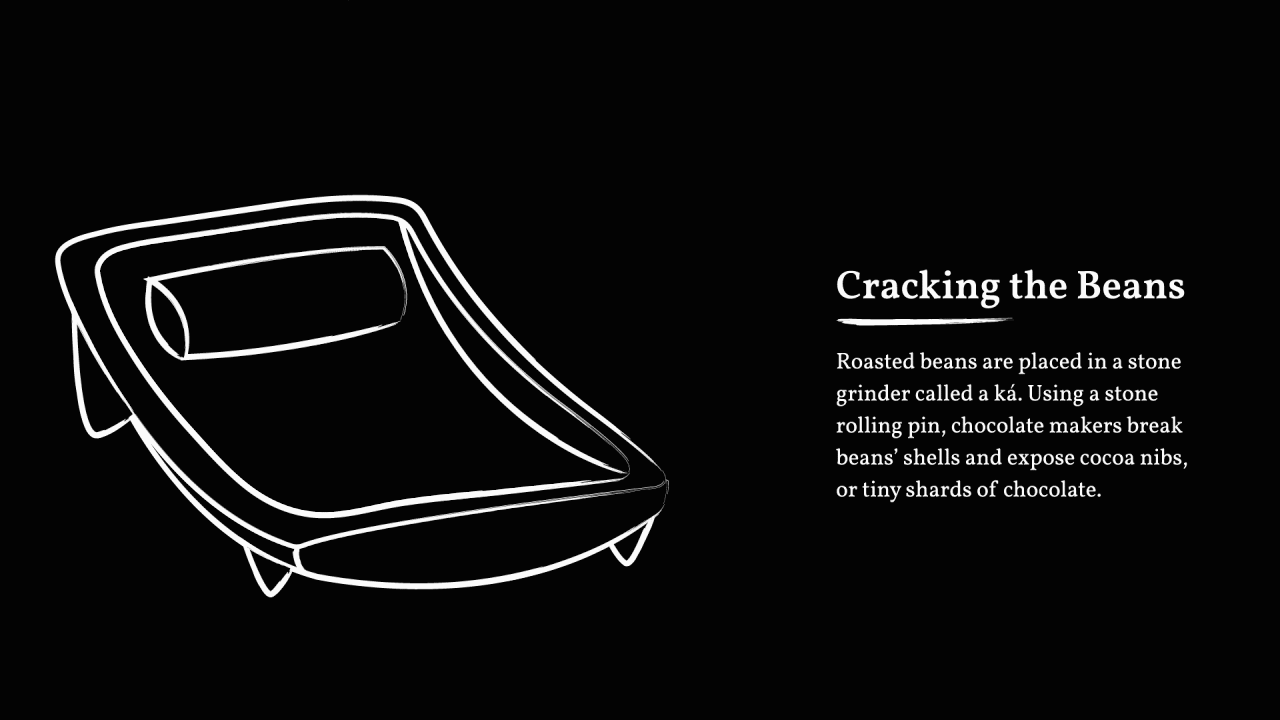 Cracking the Beans
Roasted beans are placed in a stone
grinder called a ká. Using a stone
rolling pin, chocolate makers break
beans’ shells and expose cocoa nibs,
or tiny shards of chocolate.